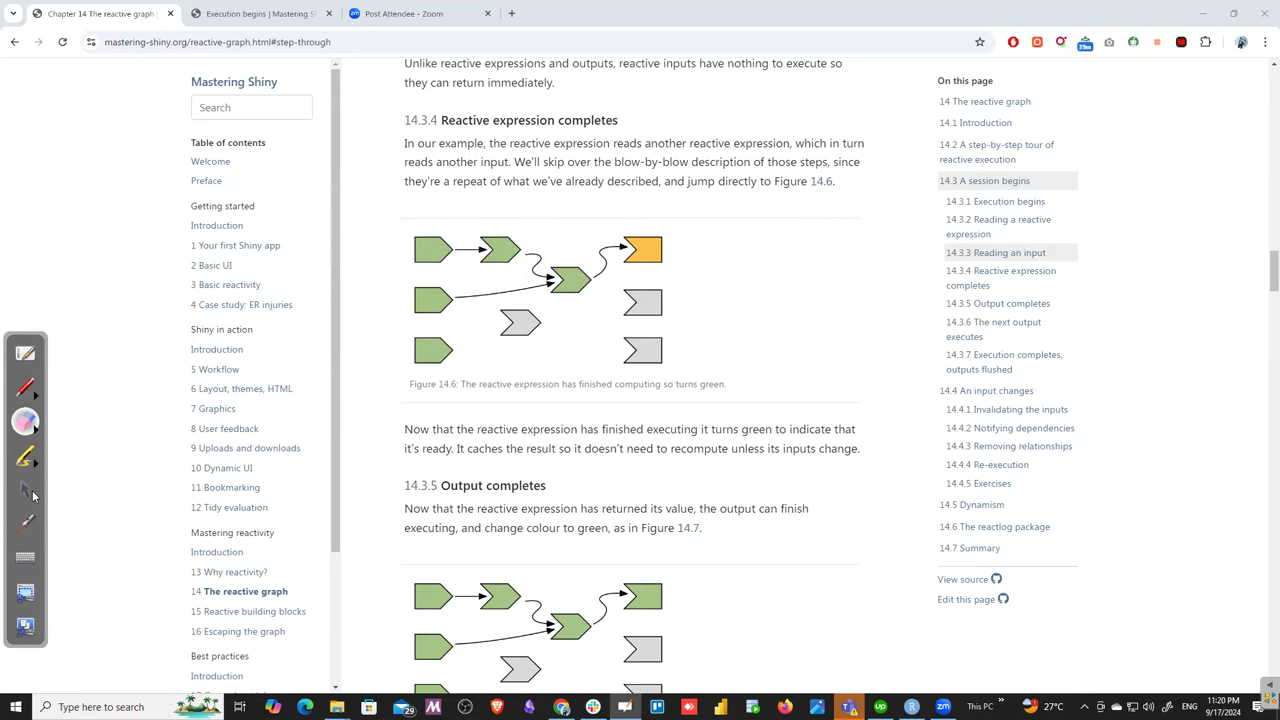 Chapter 14 The reactive graph
Execution begins | Mastering S
Post Attendee - Zoom
mastering-shiny.org/reactive-graph.html#step-through
19m
Mastering Shiny
Search
Table of contents
Welcome
Preface
Getting started
Introduction
1 Your first Shiny app
2 Basic UI
3 Basic reactivity
4 Case study: ER injuries
Shiny in action
Introduction
5 Workflow
6 Layout, themes, HTML
7 Graphics
8 User feedback
9 Uploads and downloads
10 Dynamic UI
11 Bookmarking
12 Tidy evaluation
Mastering reactivity
Introduction
13 Why reactivity?
14 The reactive graph
15 Reactive building blocks
16 Escaping the graph
Best practices
Introduction
Unlike reactive expressions and outputs, reactive inputs have nothing to execute so
they can return immediately.
14.3.4 Reactive expression completes
In our example, the reactive expression reads another reactive expression, which in turn
reads another input. We'll skip over the blow-by-blow description of those steps, since
they're a repeat of what we've already described, and jump directly to Figure 14.6.
Figure 14.6: The reactive expression has finished computing so turns green.
Now that the reactive expression has finished executing it turns green to indicate that
it's ready. It caches the result so it doesn't need to recompute unless its inputs change.
14.3.5 Output completes
Now that the reactive expression has returned its value, the output can finish
executing, and change colour to green, as in Figure 14.7.
On this page
14 The reactive graph
14.1 Introduction
14.2 A step-by-step tour of
reactive execution
14.3 A session begins
14.3.1 Execution begins
14.3.2 Reading a reactive
expression
14.3.3 Reading an input
14.3.4 Reactive expression
completes
14.3.5 Output completes
14.3.6 The next output
executes
14.3.7 Execution completes,
outputs flushed
14.4 An input changes
14.4.1 Invalidating the inputs
14.4.2 Notifying dependencies
14.4.3 Removing relationships
14.4.4 Re-execution
14.4.5 Exercises
14.5 Dynamism
14.6 The reactlog package
14.7 Summary
View source
Edit this page
Type here to search
29
This PC
27°C
11:20 PM
9/17/2024